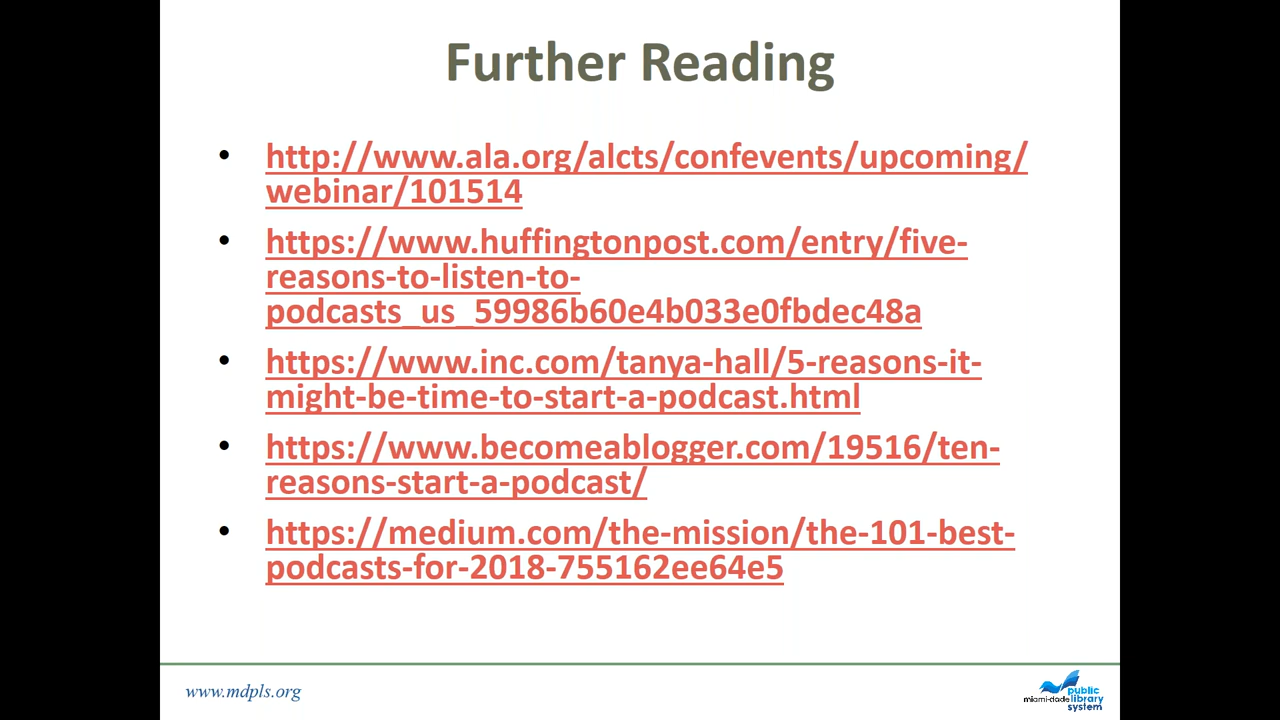 Further Reading
• http://www.ala.org/alcts/confevents/upcoming/
webinar/101514
• https://www.huffingtonpost.com/entry/five-
reasons-to-listen-to-
podcasts_us_59986b60e4b033e0fbdec48a
• https://www.inc.com/tanya-hall/5-reasons-it-
might-be-time-to-start-a-podcast.html
• https://www.becomeablogger.com/19516/ten-
reasons-start-a-podcast/
• https://medium.com/the-mission/the-101-best-
podcasts-for-2018-755162ee64e5
www.mdpls.org
public
miami-dade library
system